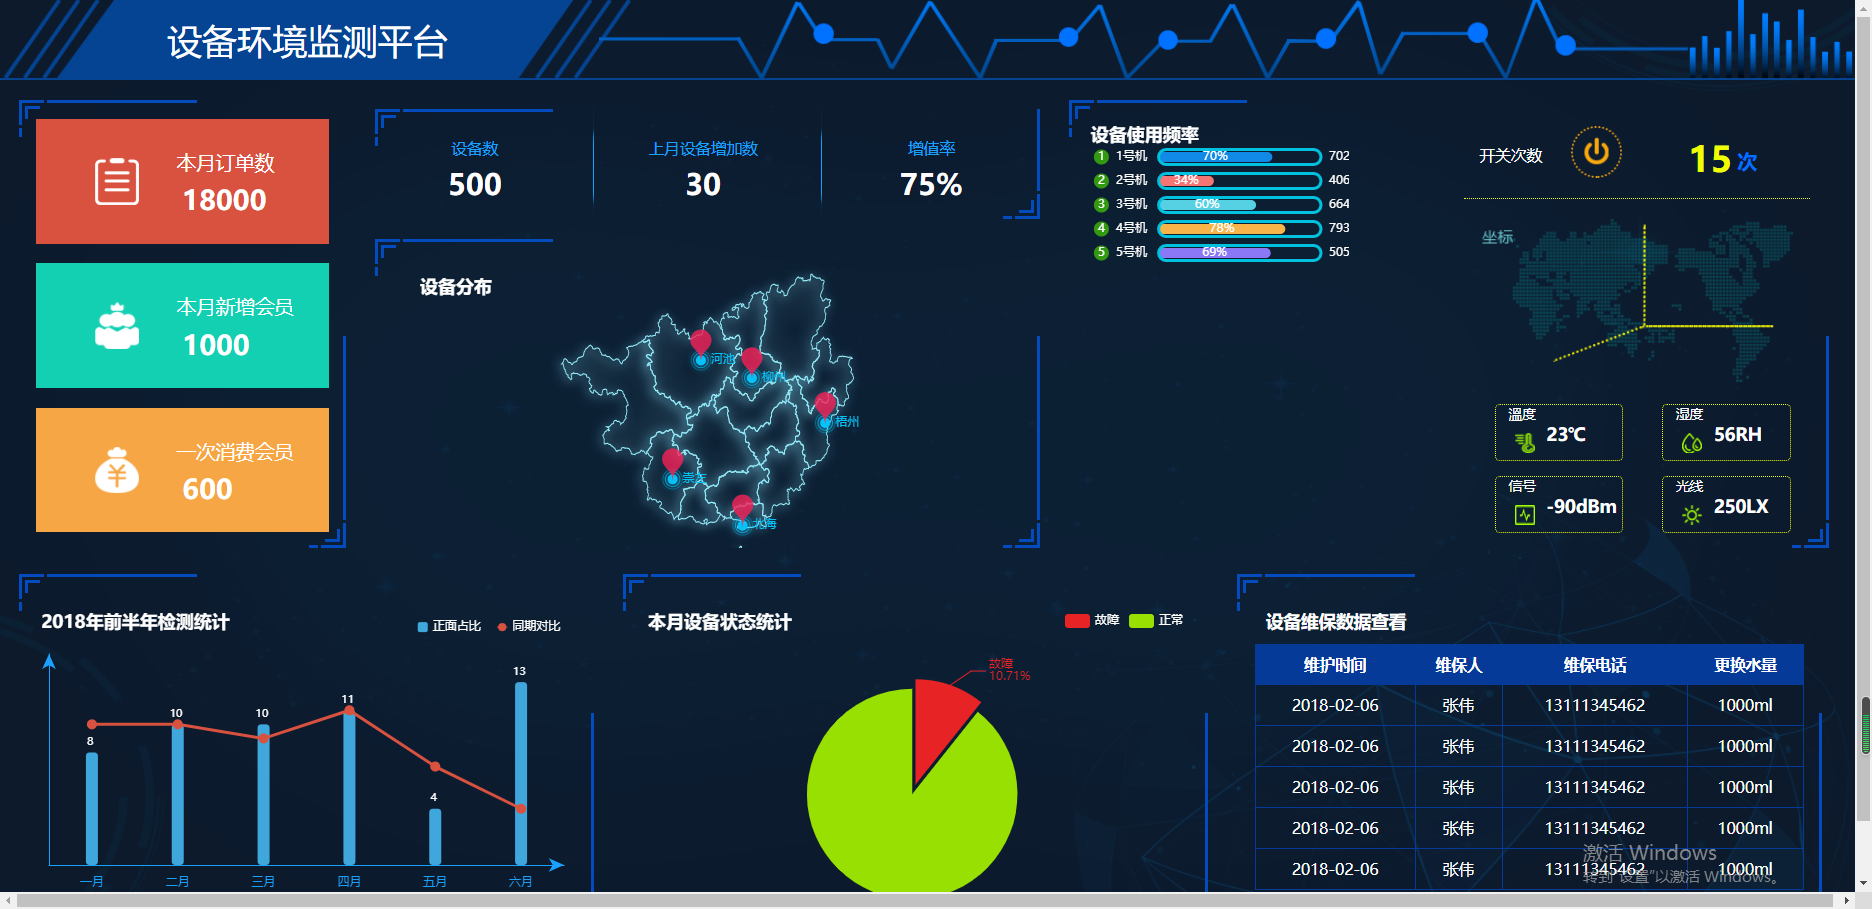 设备环境监测平台
本月订单数
18000
本月新增会员
1000
一次消费会员
600
设备数
500
上月设备增加数
30
增值率
75%
设备分布
河池
柳州
梧州
崇左
北海
设备使用频率
1 1号机 70% 702
2 2号机 34% 406
3 3号机 60% 664
4 4号机 78% 793
5 5号机 69% 505
开关次数
15 次
坐标
溫度
23℃
湿度
56RH
信号
-90dBm
光线
250LX
2018年前半年检测统计
正面占比 同期对比
8
10
10
11
4
13
一月 二月 三月 四月 五月 六月
本月设备状态统计
故障 正常
故障
10.71%
设备维保数据查看
维护时间 维保人 维保电话 更换水量
2018-02-06 张伟 13111345462 1000ml
2018-02-06 张伟 13111345462 1000ml
2018-02-06 张伟 13111345462 1000ml
2018-02-06 张伟 13111345462 1000ml
2018-02-06 张伟 13111345462 1000ml
激活 Windows
转到"设置"以激活 Windows。